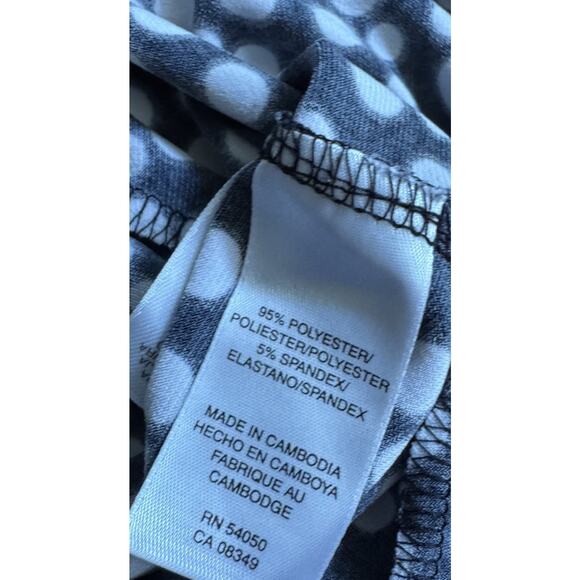 95% POLYESTER/
POLIESTER/POLYESTER
5% SPANDEX/
ELASTANO/SPANDEX
MADE IN CAMBODIA
HECHO EN CAMBOYA
FABRIQUE AU
CAMBODGE
RN 54050
CA 08349